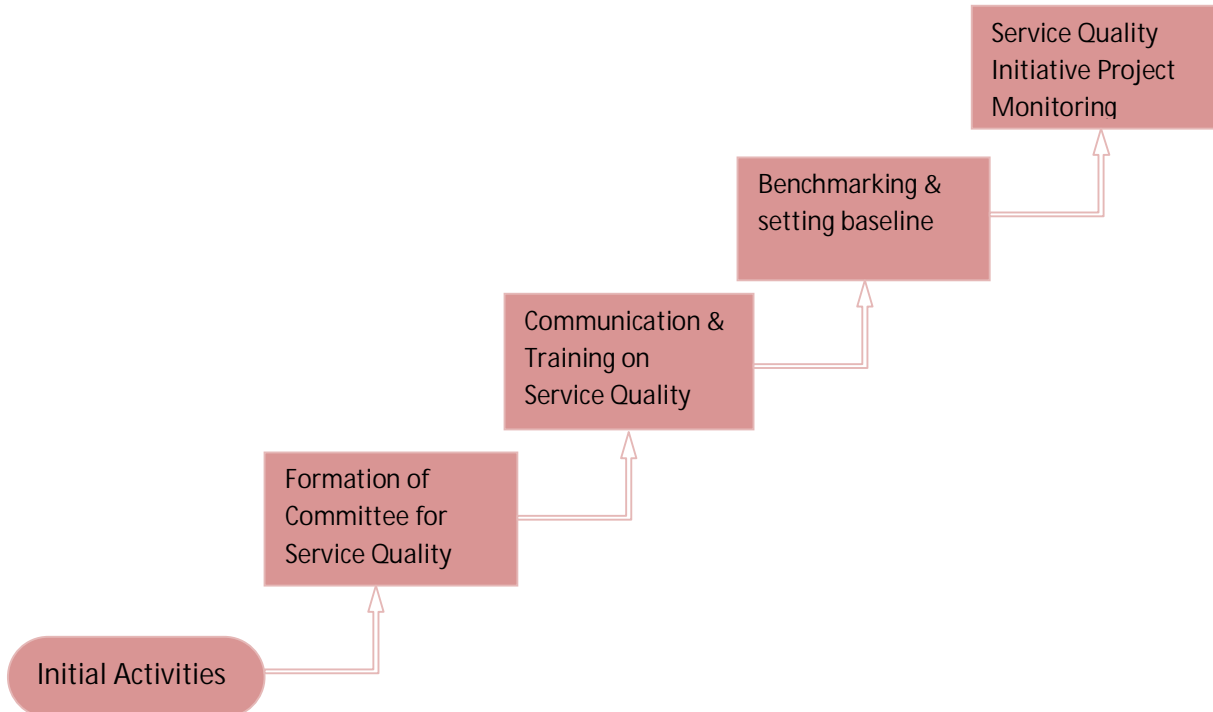 Service Quality
Initiative Project
Monitoring
Benchmarking &
setting baseline
Communication &
Training on
Service Quality
Formation of
Committee for
Service Quality
Initial Activities